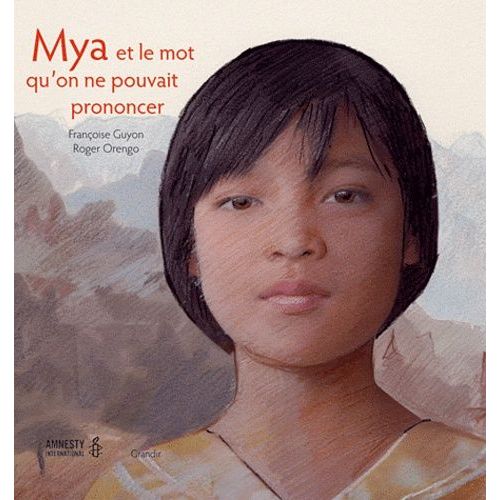 Mya et le mot
qu'on ne pouvait
prononcer
Françoise Guyon
Roger Orengo
AMNESTY
INTERNATIONAL
Grandir